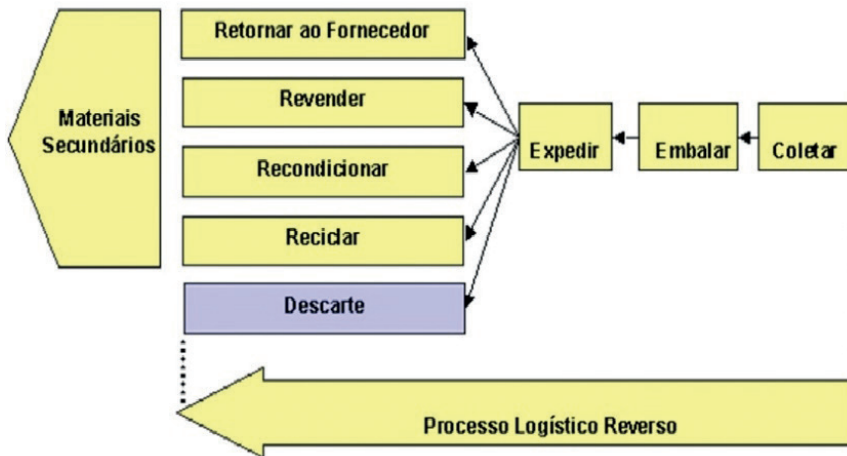 Retornar ao Fornecedor
Revender
Materiais
Secundários
Recondicionar
Reciclar
Descarte
Expedir
Embalar
Coletar
Processo Logístico Reverso